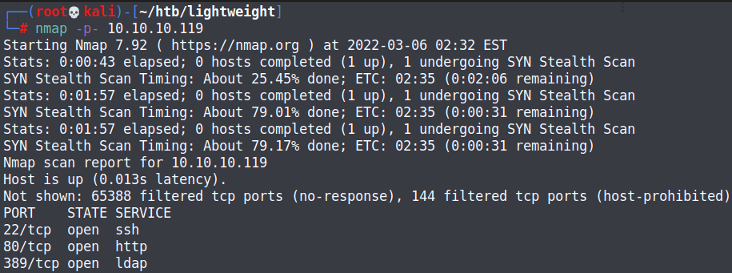 ┌──(root💀kali)-[~/htb/lightweight]
└─# nmap -p- 10.10.10.119
Starting Nmap 7.92 ( https://nmap.org ) at 2022-03-06 02:32 EST
Stats: 0:00:43 elapsed; 0 hosts completed (1 up), 1 undergoing SYN Stealth Scan
SYN Stealth Scan Timing: About 25.45% done; ETC: 02:35 (0:02:06 remaining)
Stats: 0:01:57 elapsed; 0 hosts completed (1 up), 1 undergoing SYN Stealth Scan
SYN Stealth Scan Timing: About 79.01% done; ETC: 02:35 (0:00:31 remaining)
Stats: 0:01:57 elapsed; 0 hosts completed (1 up), 1 undergoing SYN Stealth Scan
SYN Stealth Scan Timing: About 79.17% done; ETC: 02:35 (0:00:31 remaining)
Nmap scan report for 10.10.10.119
Host is up (0.013s latency).
Not shown: 65388 filtered tcp ports (no-response), 144 filtered tcp ports (host-prohibited)
PORT    STATE SERVICE
22/tcp  open  ssh
80/tcp  open  http
389/tcp open  ldap